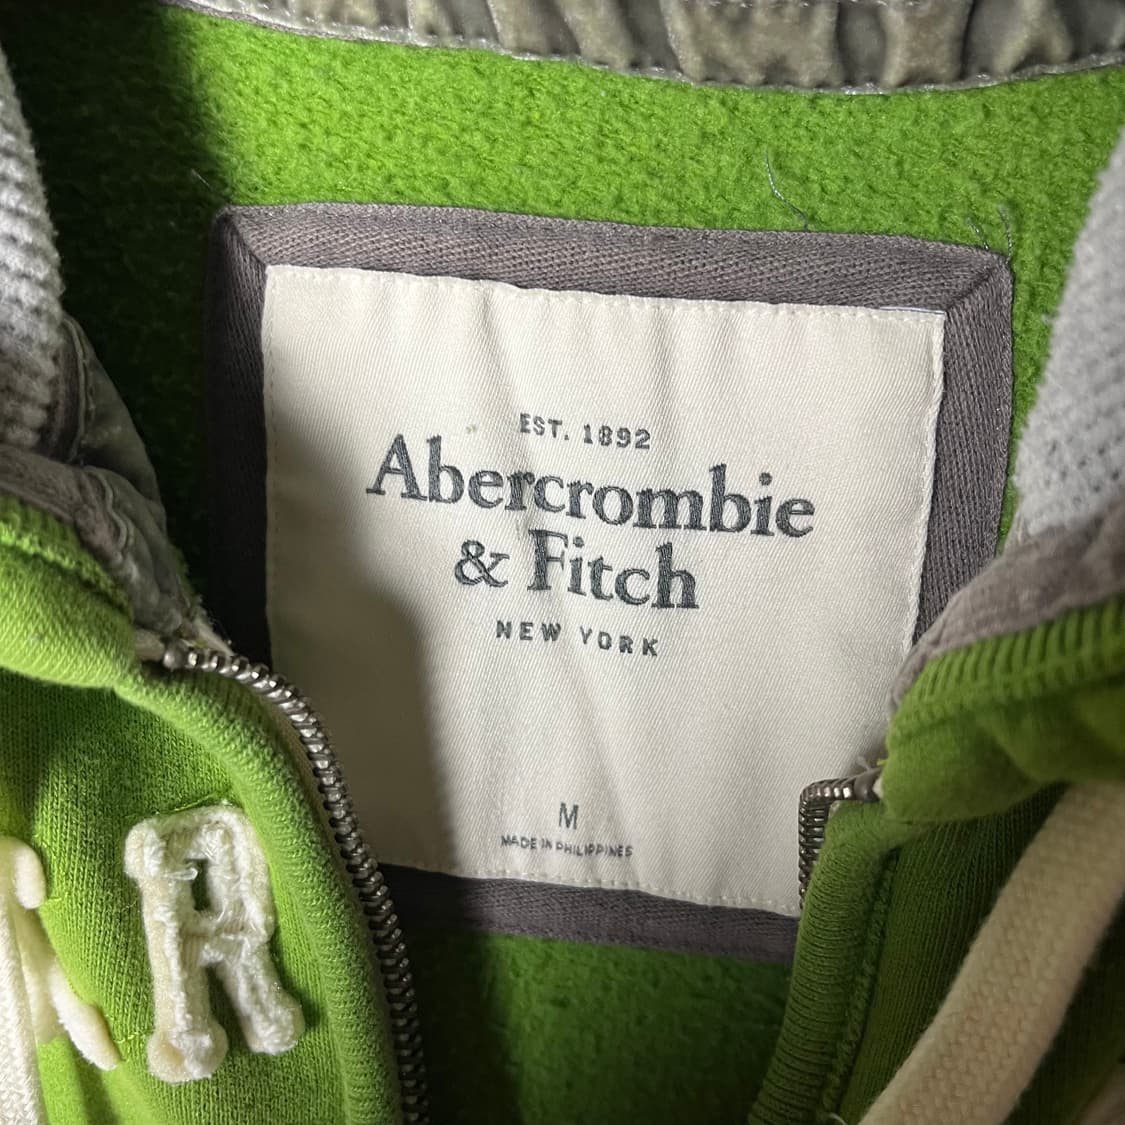 EST. 1892
Abercrombie
& Fitch
NEW YORK
M
MADE IN PHILIPPINES
R